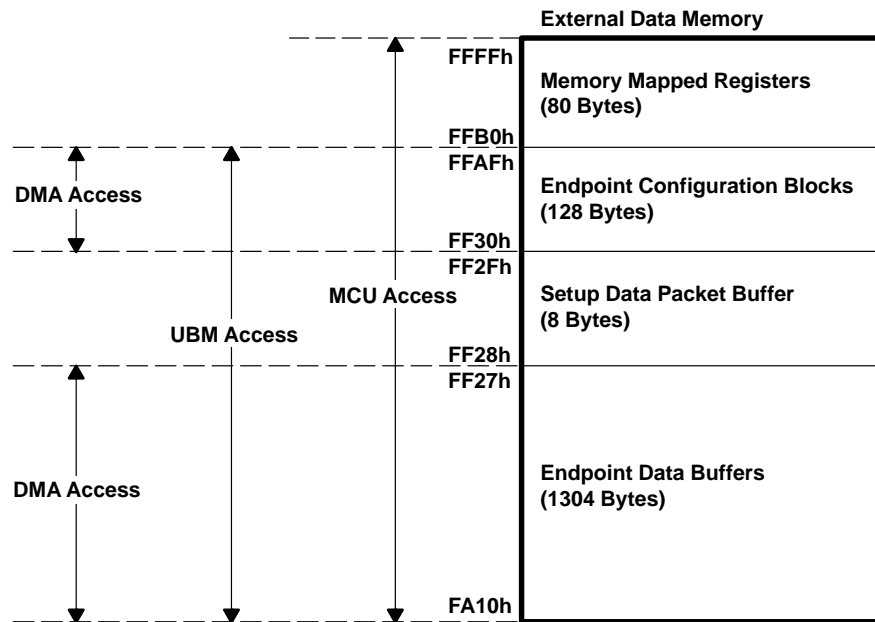 External Data Memory
FFFFh
Memory Mapped Registers
(80 Bytes)
FFB0h
FFAFh
DMA Access
Endpoint Configuration Blocks
(128 Bytes)
FF30h
FF2Fh
MCU Access
Setup Data Packet Buffer
(8 Bytes)
UBM Access
FF28h
FF27h
DMA Access
Endpoint Data Buffers
(1304 Bytes)
FA10h